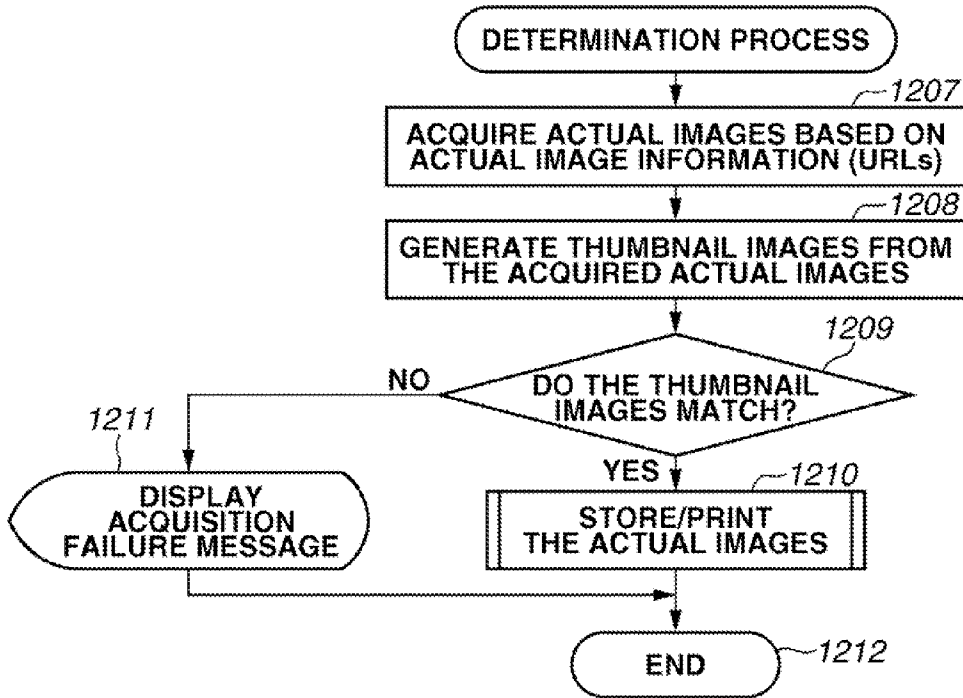 DETERMINATION PROCESS
1207
ACQUIRE ACTUAL IMAGES BASED ON
ACTUAL IMAGE INFORMATION (URLs)
1208
GENERATE THUMBNAIL IMAGES FROM
THE ACQUIRED ACTUAL IMAGES
1209
DO THE THUMBNAIL
IMAGES MATCH?
NO
1211
DISPLAY
ACQUISITION
FAILURE MESSAGE
YES
1210
STORE/PRINT
THE ACTUAL IMAGES
END
1212